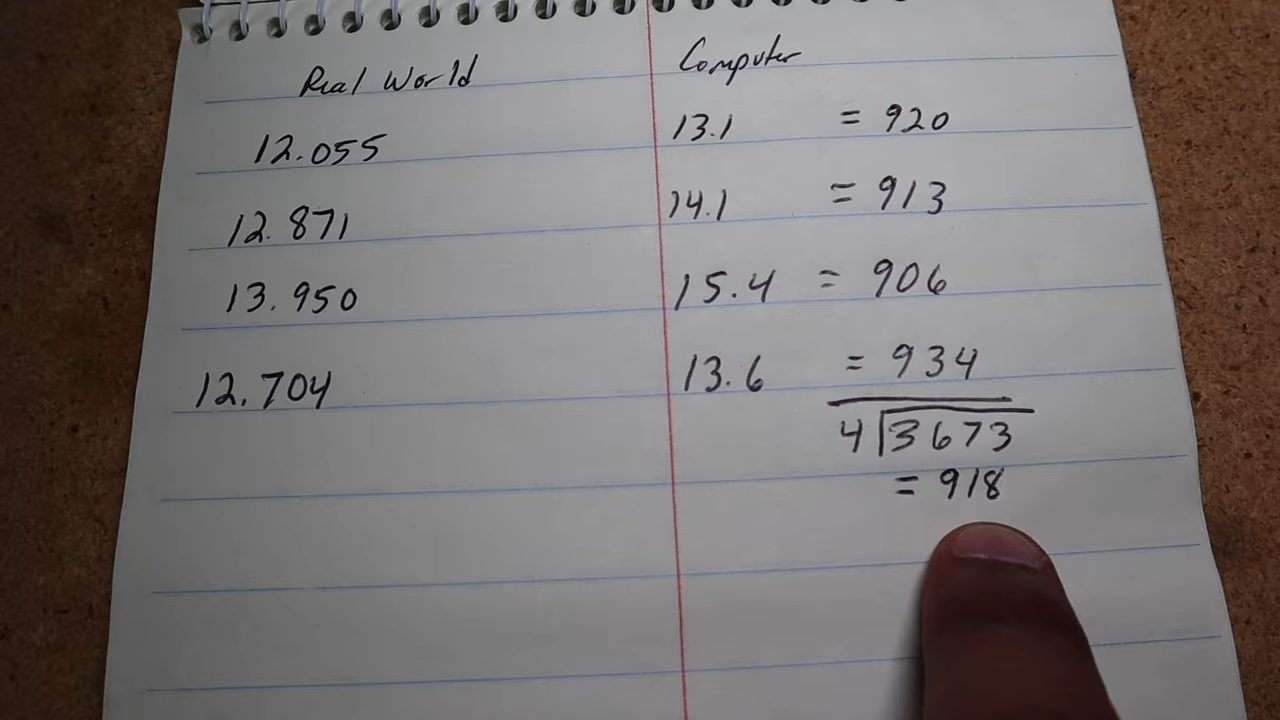 Real World Computer
12.055 13.1 = 920
12.871 14.1 = 913
13.950 15.4 = 906
12.704 13.6 = 934
4 3673
= 918